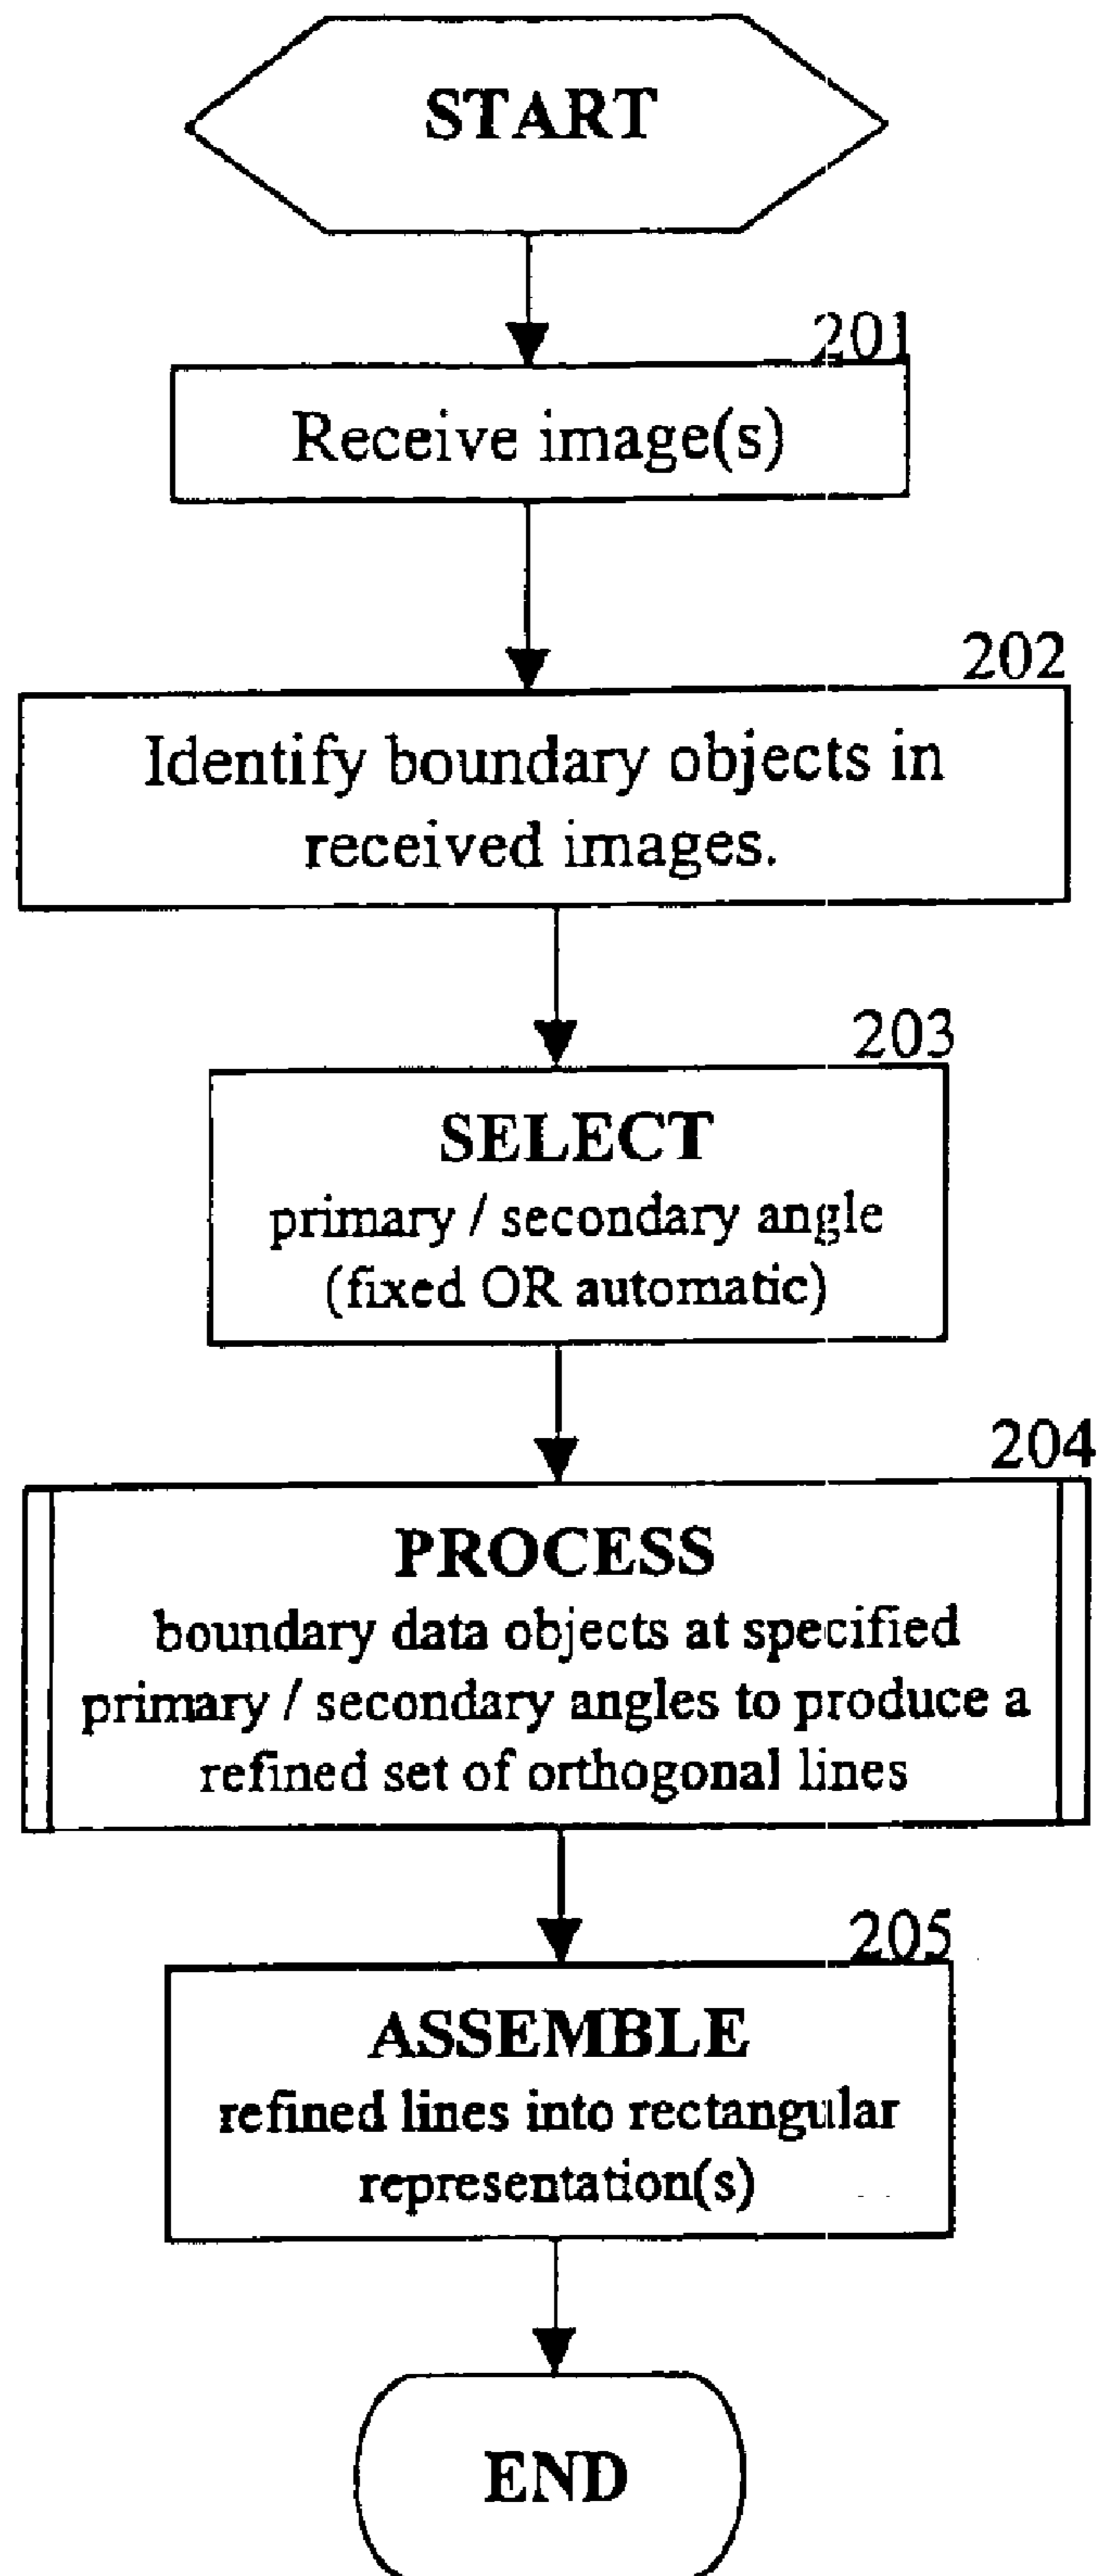 START
201
Receive image(s)
202
Identify boundary objects in
received images.
203
SELECT
primary / secondary angle
(fixed OR automatic)
204
PROCESS
boundary data objects at specified
primary / secondary angles to produce a
refined set of orthogonal lines
205
ASSEMBLE
refined lines into rectangular
representation(s)
END